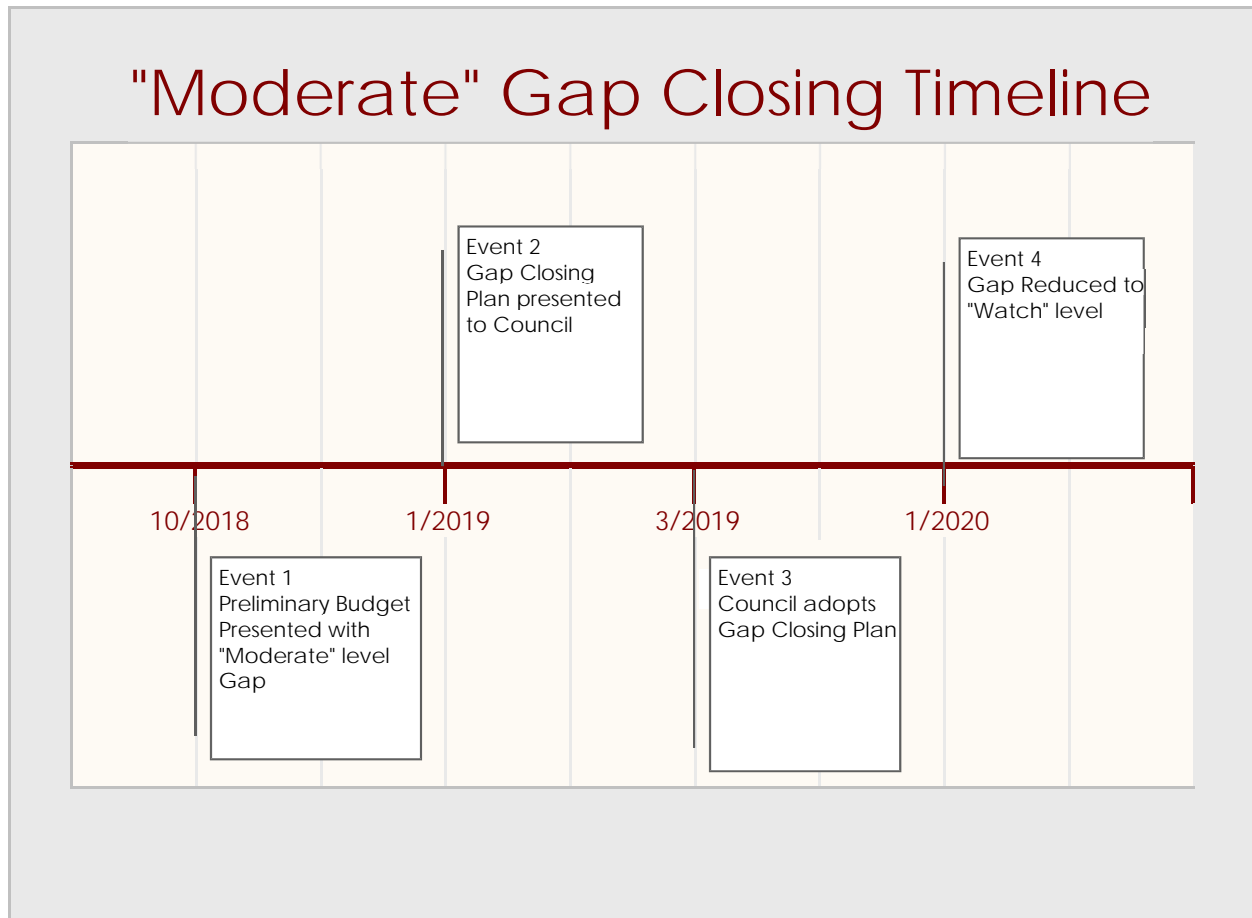 "Moderate" Gap Closing Timeline
Event 2
Gap Closing
Plan presented
to Council
Event 4
Gap Reduced to
"Watch" level
10/2018
1/2019
3/2019
1/2020
Event 1
Preliminary Budget
Presented with
"Moderate" level
Gap
Event 3
Council adopts
Gap Closing Plan